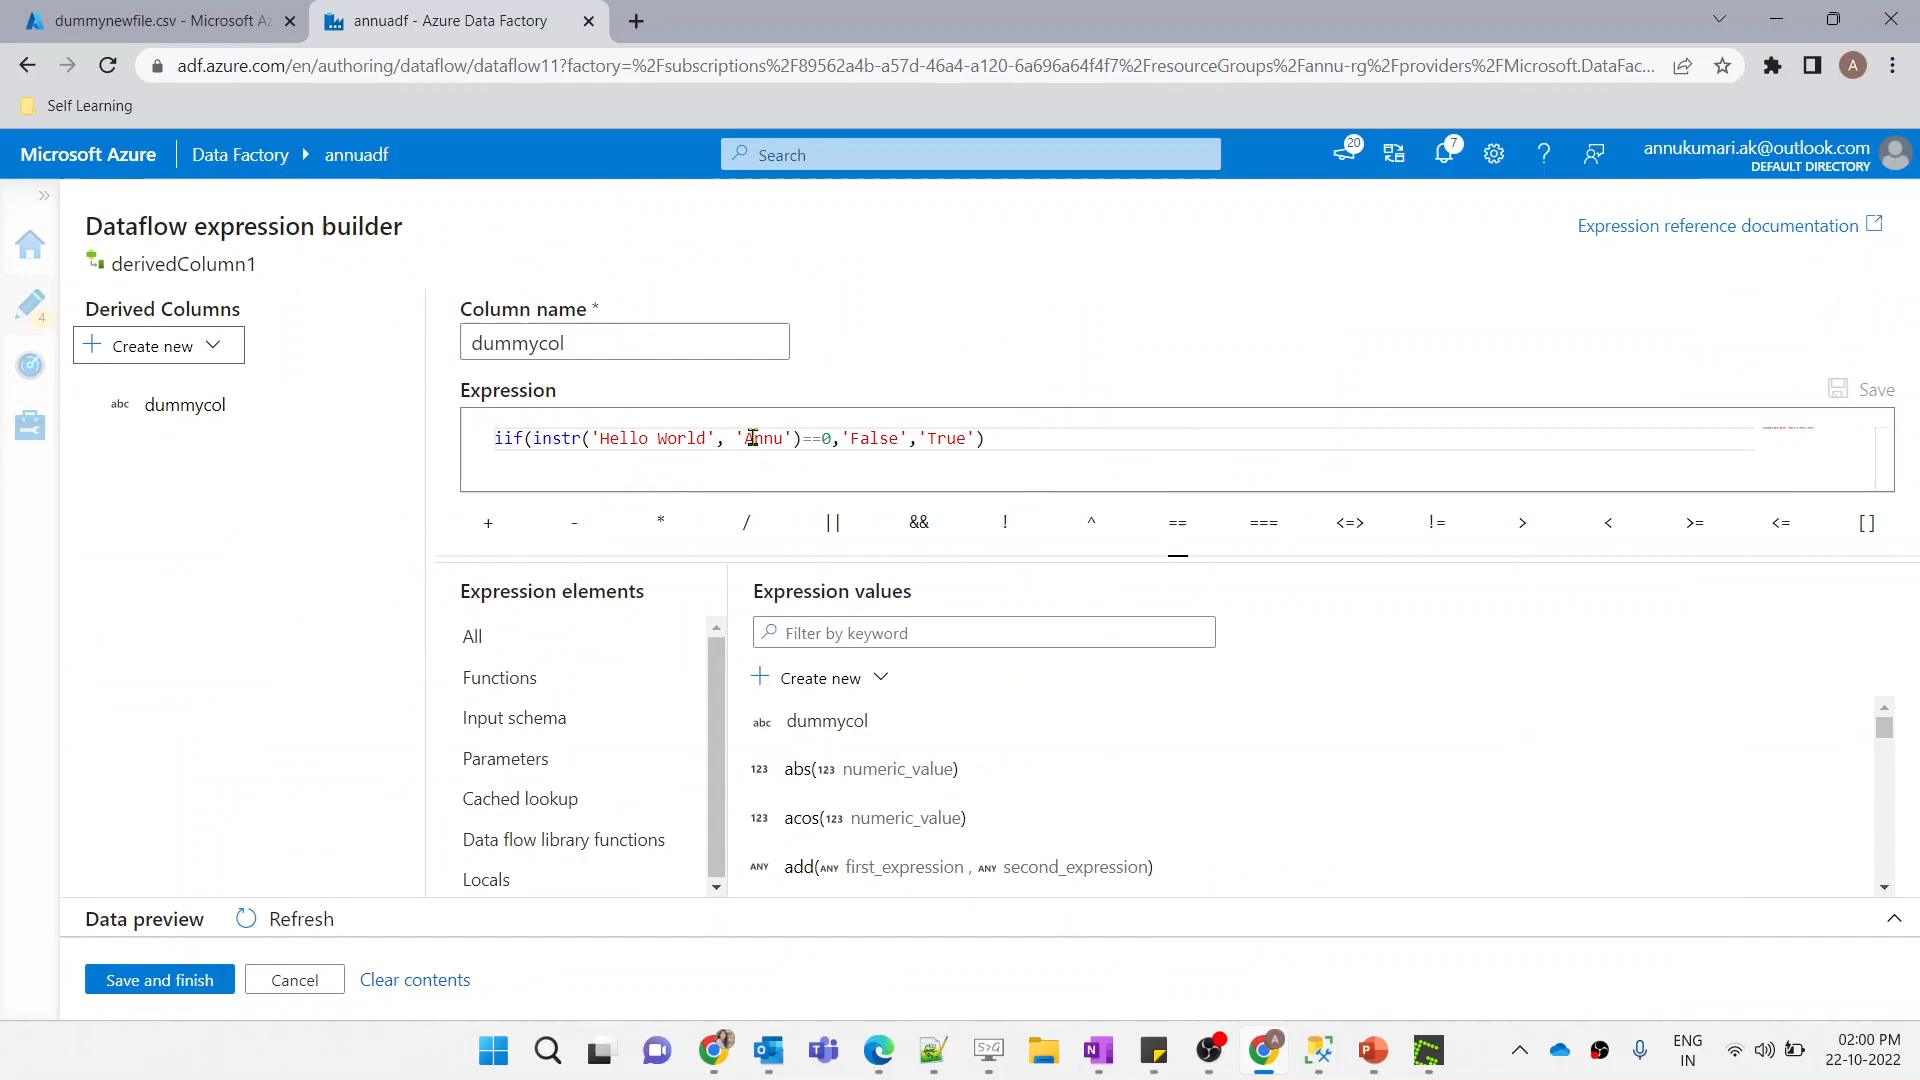 dummynewfile.csv - Microsoft Az
annuadf - Azure Data Factory
adf.azure.com/en/authoring/dataflow/dataflow11?factory=%2Fsubscriptions%2F89562a4b-a57d-46a4-a120-6a696a64f4f7%2FresourceGroups%2Fannu-rg%2Fproviders%2FMicrosoft.DataFac...
A
Self Learning
Microsoft Azure
Data Factory
annuadf
Search
20
7
annukumari.ak@outlook.com
DEFAULT DIRECTORY
Dataflow expression builder
Expression reference documentation
derivedColumn1
4
Derived Columns
Create new
abc dummycol
Column name *
dummycol
Expression
Save
iif(instr('Hello World', 'Annu')==0,'False','True')
+ - * / || && ! ^ == === <=> != > < >= <= []
Expression elements
All
Functions
Input schema
Parameters
Cached lookup
Data flow library functions
Locals
Expression values
Filter by keyword
Create new
abc dummycol
123 abs(123 numeric_value)
123 acos(123 numeric_value)
ANY add(ANY first_expression , ANY second_expression)
Data preview
Refresh
Save and finish
Cancel
Clear contents
ENG
IN
02:00 PM
22-10-2022